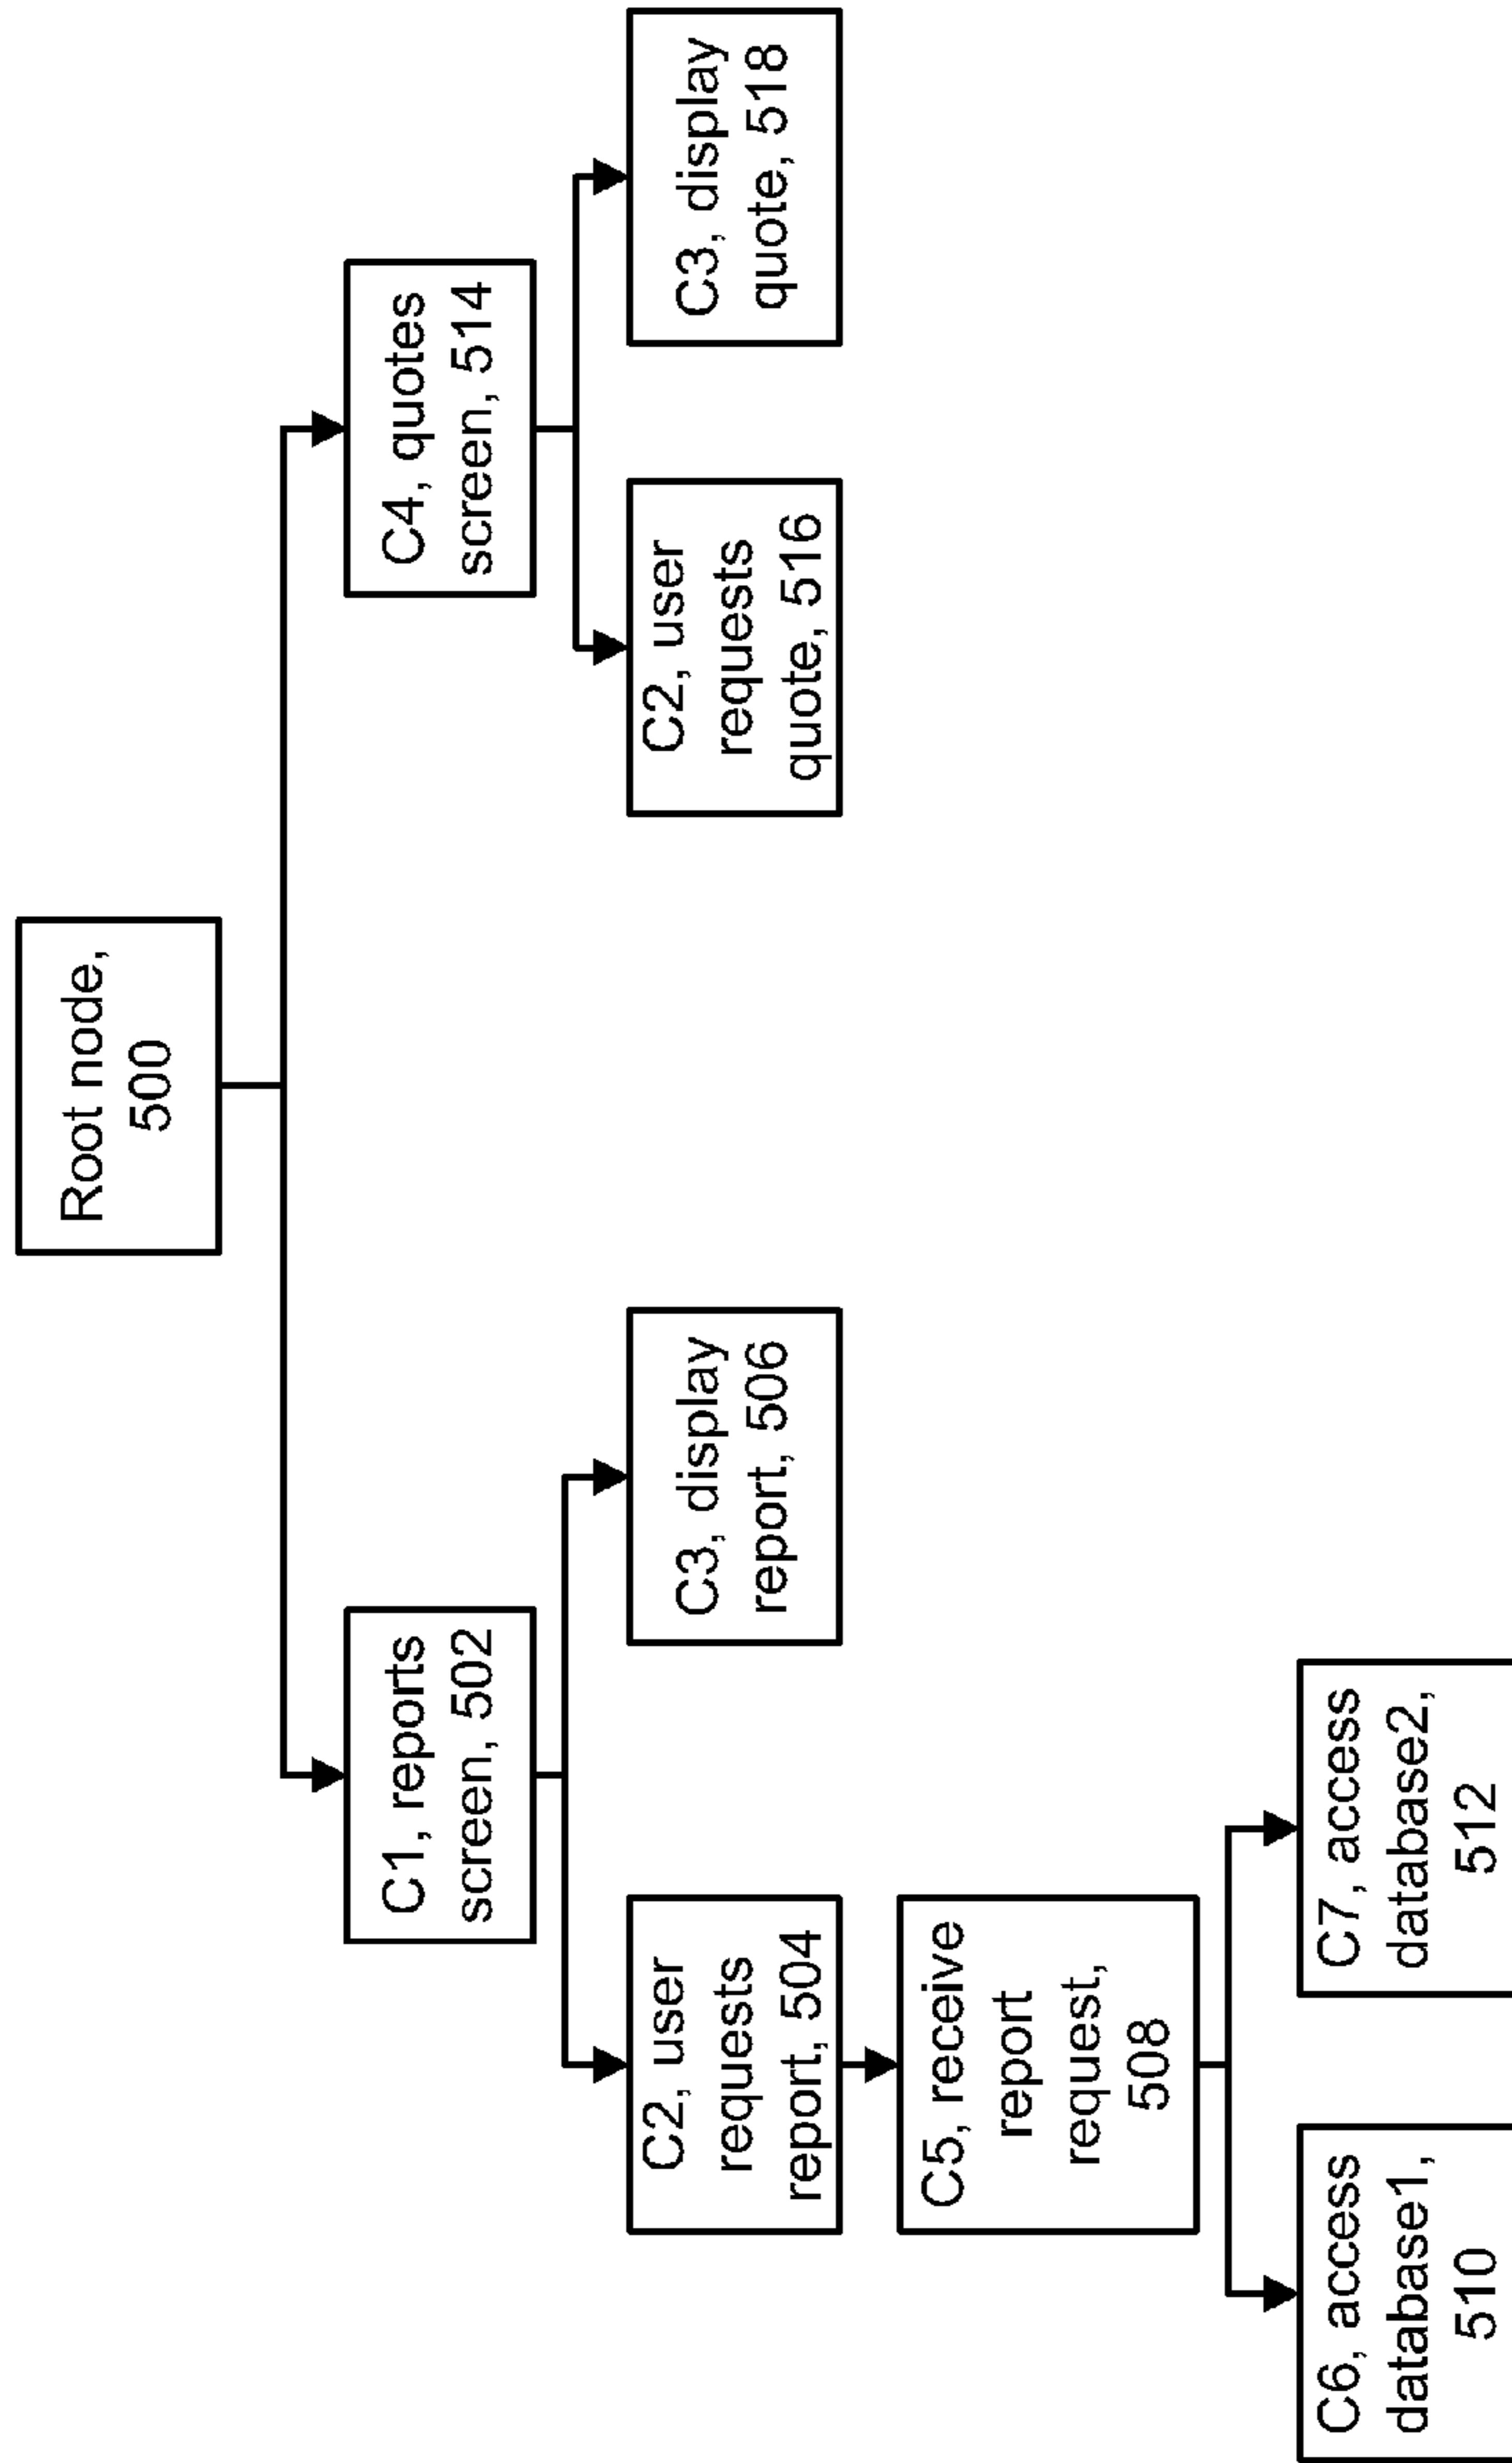 Root node,
500
C1, reports
screen, 502
C4, quotes
screen, 514
C2, user
requests
report, 504
C3, display
report, 506
C2, user
requests
quote, 516
C3, display
quote, 518
C5, receive
report
request,
508
C6, access
database1,
510
C7, access
database2,
512